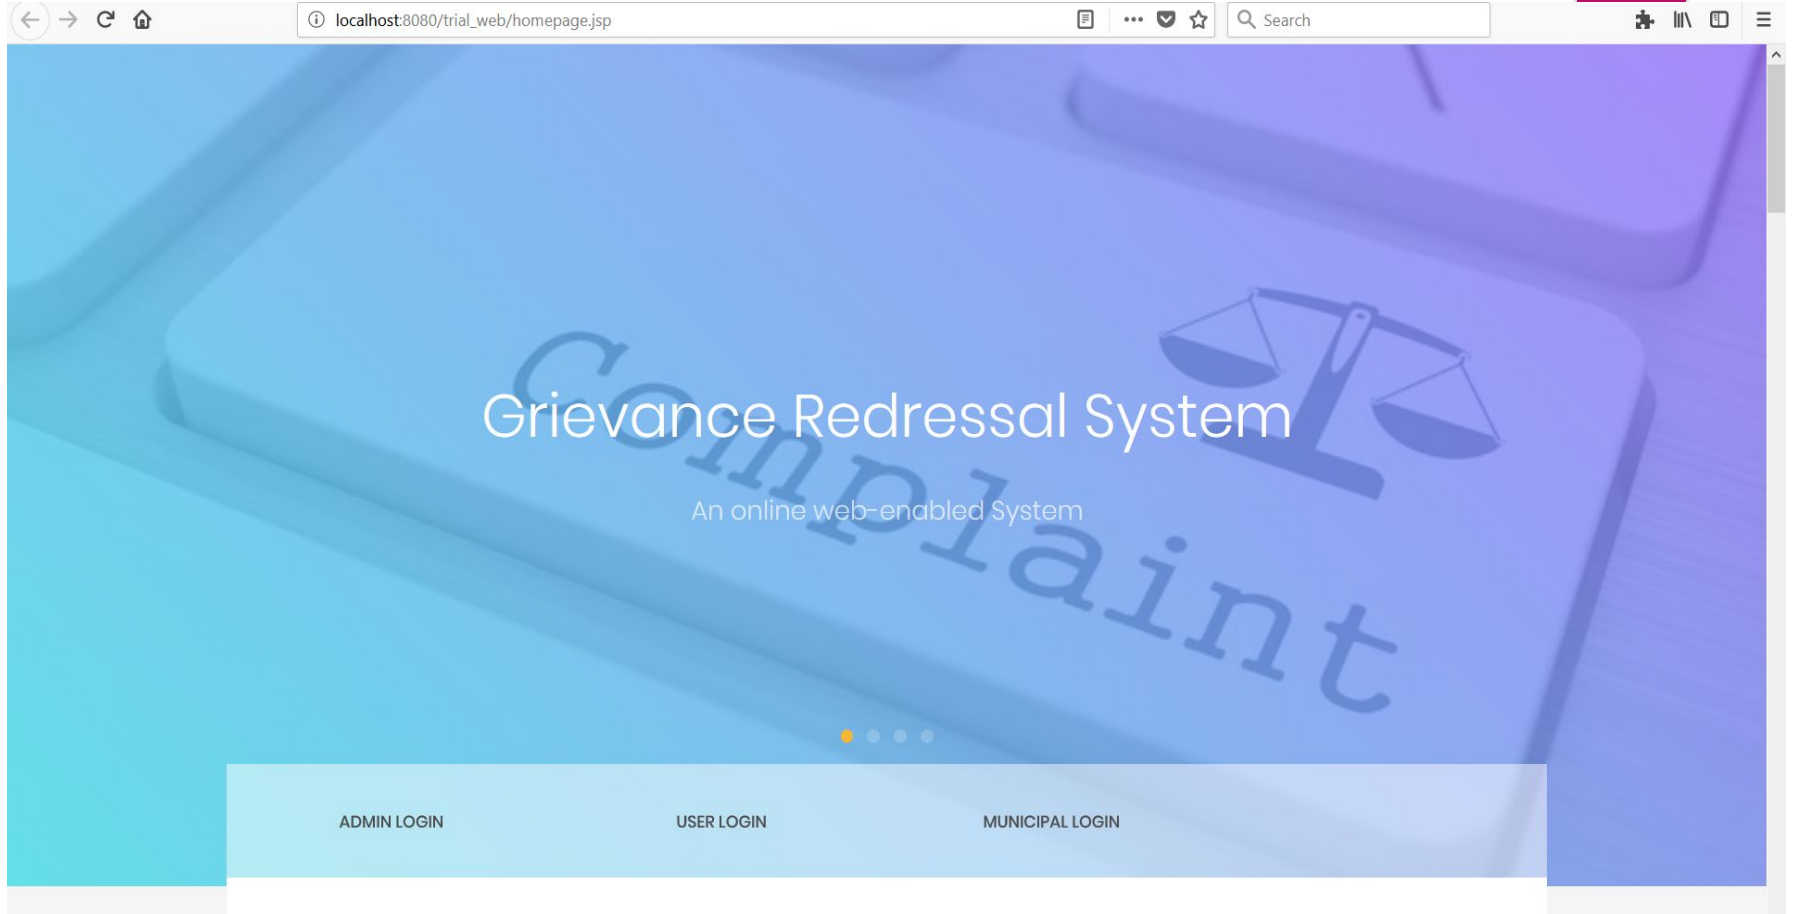 localhost:8080/trial_web/homepage.jsp
Search
Grievance Redressal System
An online web-enabled System
Complaint
ADMIN LOGIN
USER LOGIN
MUNICIPAL LOGIN